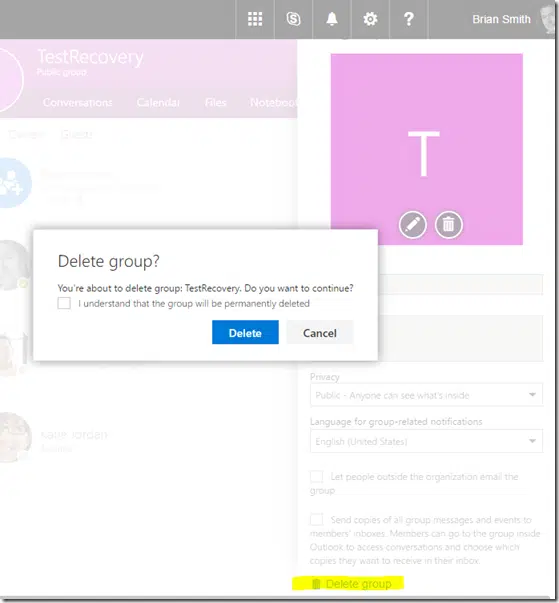 Brian Smith
TestRecovery
Public group
Conversations Calendar Files Notebook
T
Delete group?
You're about to delete group: TestRecovery. Do you want to continue?
I understand that the group will be permanently deleted
Delete Cancel
Privacy
Public - Anyone can see what's inside
Language for group-related notifications
English (United States)
Let people outside the organization email the
group
Send copies of all group messages and events to
members' inboxes. Members can go to the group inside
Outlook to access conversations and choose which
copies they want to receive in their inbox.
Delete group